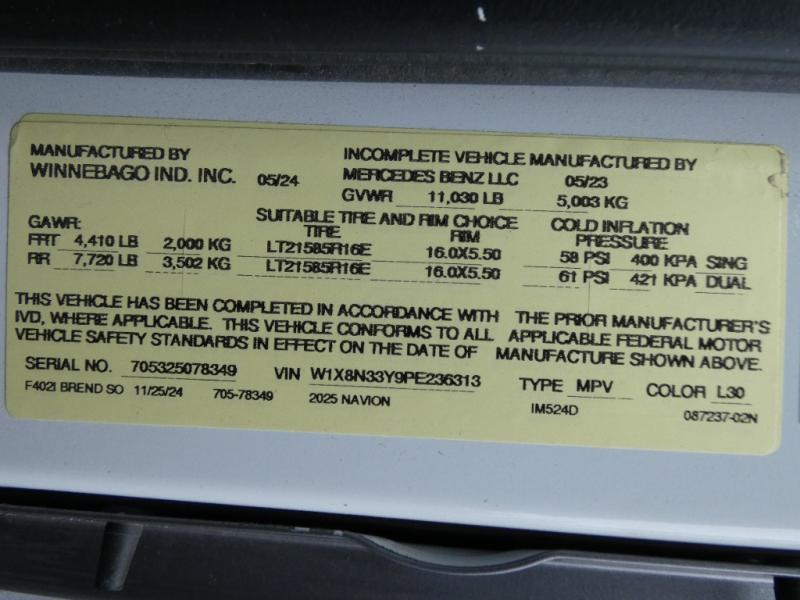 MANUFACTURED BY INCOMPLETE VEHICLE MANUFACTURED BY
WINNEBAGO IND. INC. 05/24 MERCEDES BENZ LLC 05/23
GVWR 11,030 LB 5,003 KG
GAWR: SUITABLE TIRE AND RIM CHOICE COLD INFLATION
TIRE RIM PRESSURE
FRT 4,410 LB 2,000 KG LT21585R16E 16.0X5.50 58 PSI 400 KPA SING
RR 7,720 LB 3,502 KG LT21585R16E 16.0X5.50 61 PSI 421 KPA DUAL
THIS VEHICLE HAS BEEN COMPLETED IN ACCORDANCE WITH THE PRIOR MANUFACTURER'S
IVD, WHERE APPLICABLE. THIS VEHICLE CONFORMS TO ALL APPLICABLE FEDERAL MOTOR
VEHICLE SAFETY STANDARDS IN EFFECT ON THE DATE OF MANUFACTURE SHOWN ABOVE.
SERIAL NO. 705325078349 VIN W1X8N33Y9PE236313 TYPE MPV COLOR L30
F402I BREND SO 11/25/24 705-78349 2025 NAVION IM524D 087237-02N